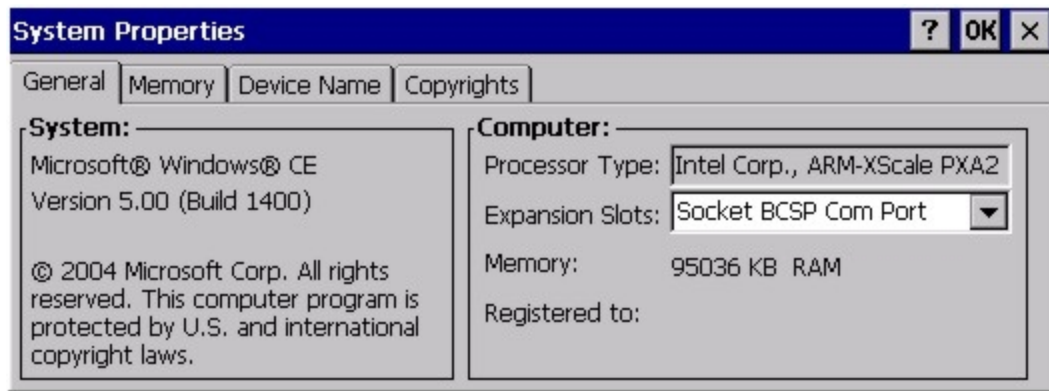 System Properties ? OK ×
General Memory Device Name Copyrights
System:
Microsoft® Windows® CE
Version 5.00 (Build 1400)
© 2004 Microsoft Corp. All rights
reserved. This computer program is
protected by U.S. and international
copyright laws.
Computer:
Processor Type: Intel Corp., ARM-XScale PXA2
Expansion Slots: Socket BCSP Com Port
Memory: 95036 KB RAM
Registered to: